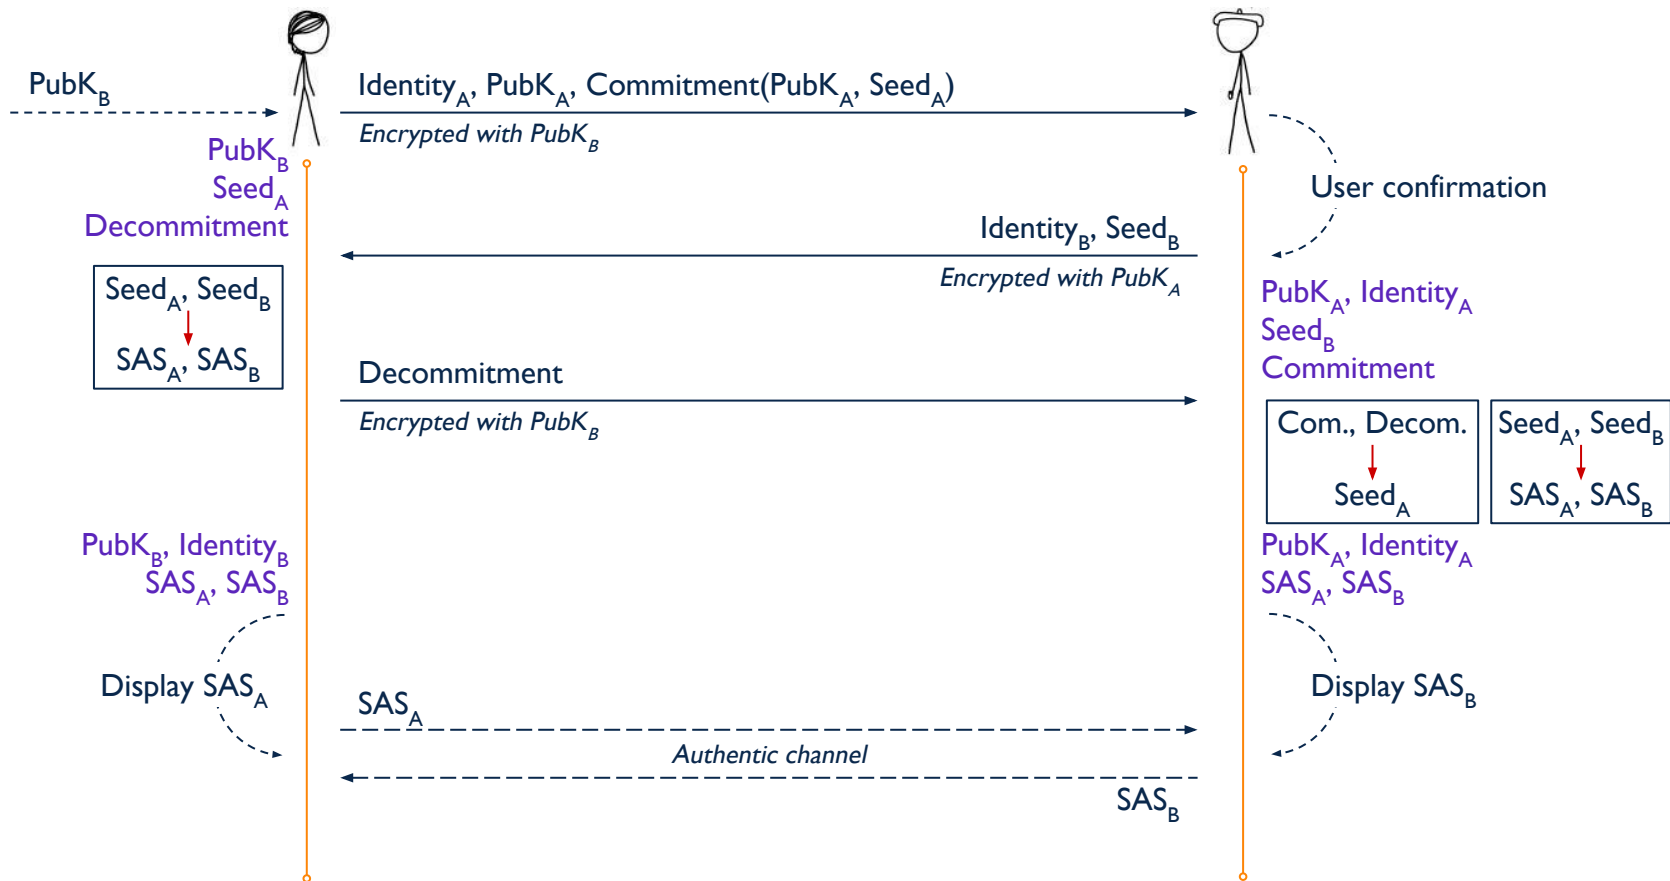 PubK_B
Identity_A, PubK_A, Commitment(PubK_A, Seed_A)
Encrypted with PubK_B
PubK_B
Seed_A
Decommitment
User confirmation
Identity_B, Seed_B
Encrypted with PubK_A
Seed_A, Seed_B
SAS_A, SAS_B
PubK_A, Identity_A
Seed_B
Commitment
Decommitment
Encrypted with PubK_B
Com., Decom.
Seed_A
Seed_A, Seed_B
SAS_A, SAS_B
PubK_B, Identity_B
SAS_A, SAS_B
PubK_A, Identity_A
SAS_A, SAS_B
Display SAS_A
Display SAS_B
SAS_A
Authentic channel
SAS_B